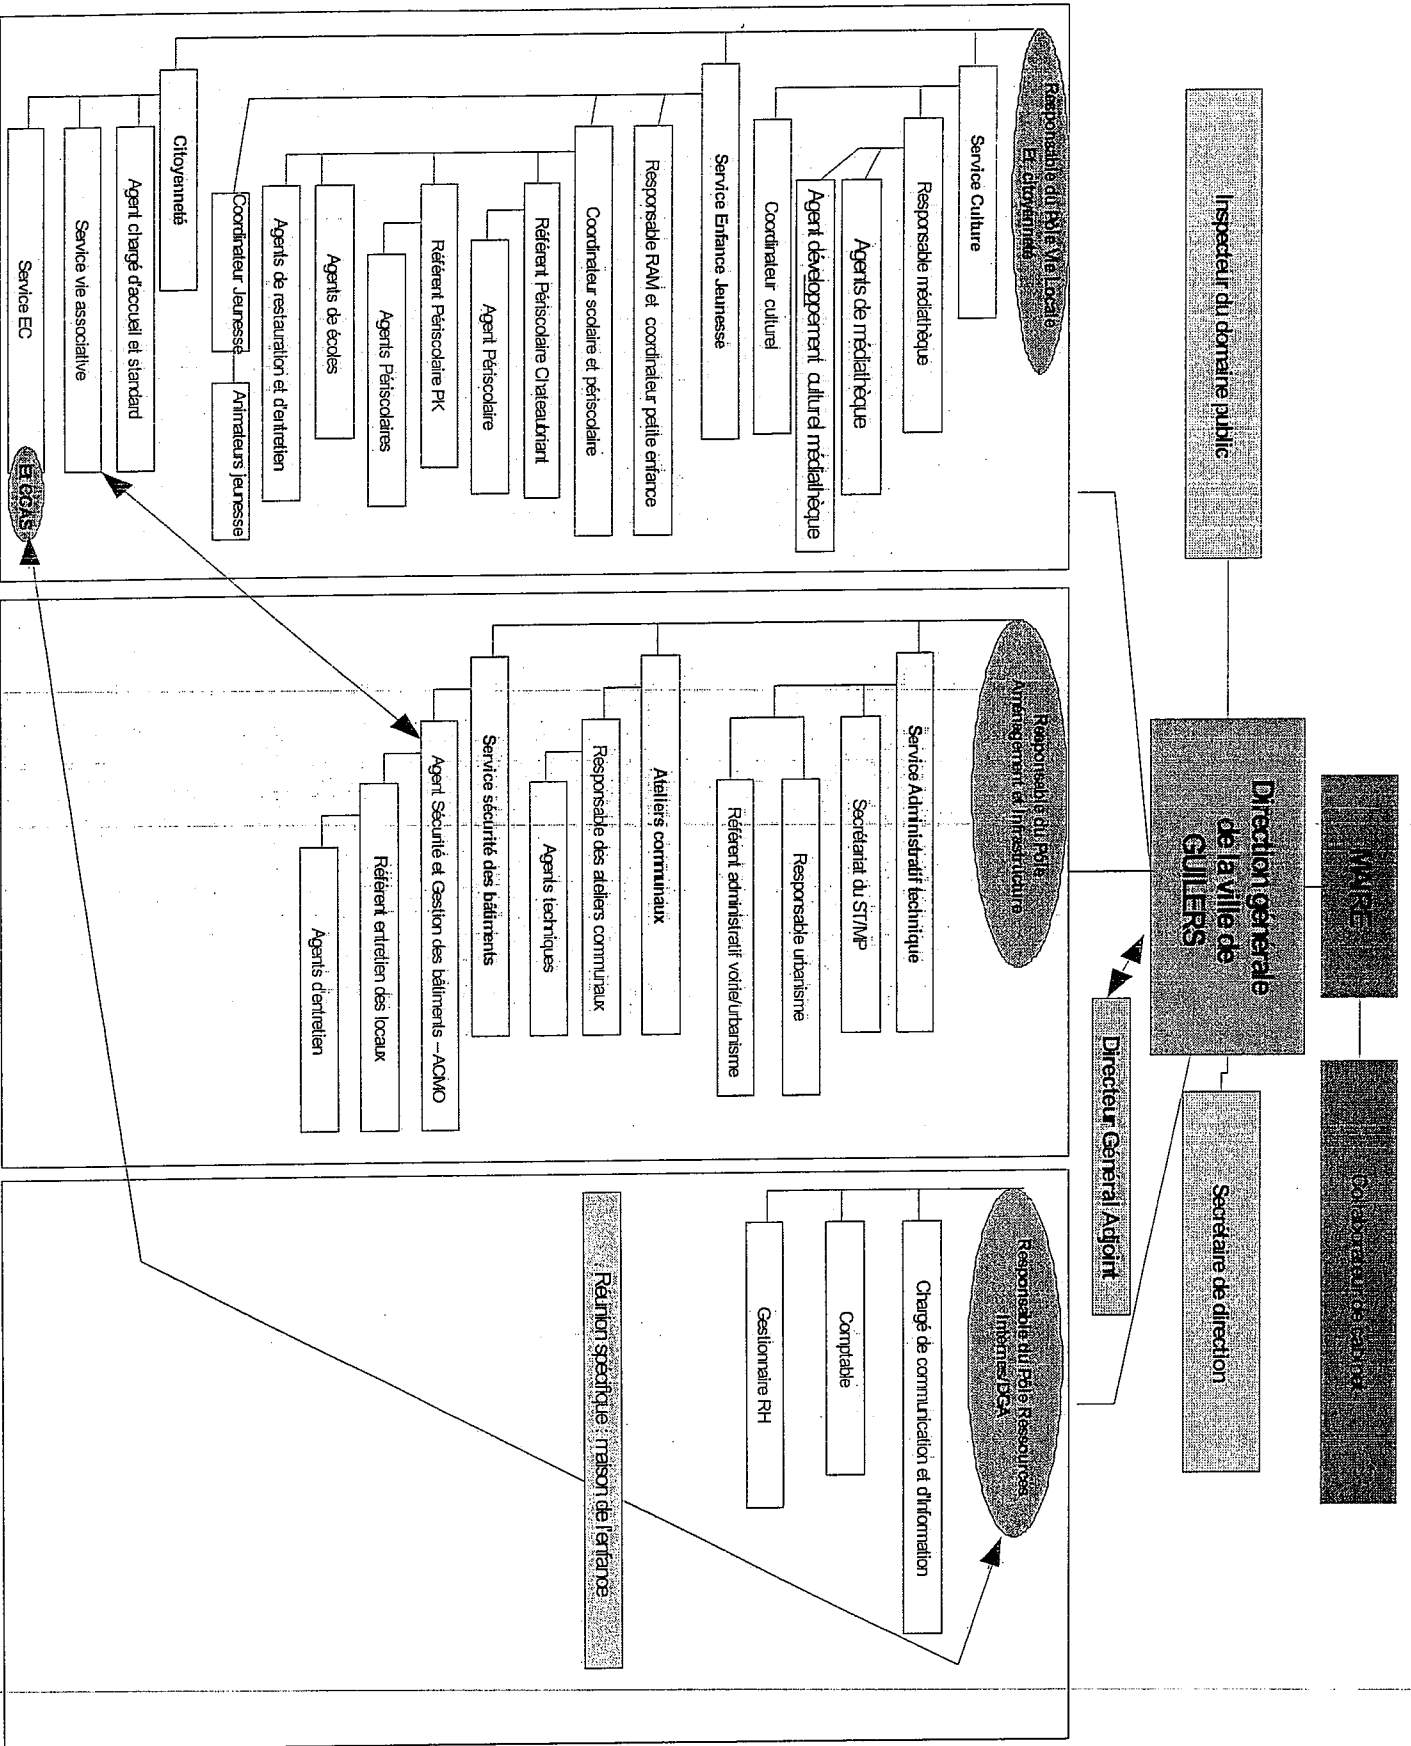 MAIRE
Collaborateur de cabinet
Inspecteur du domaine public
Direction générale
de la ville de
GUILERS
Secrétaire de direction
Directeur Général Adjoint
Responsable du Pôle Vie Locale
Et citoyenneté
Service Culture
Responsable médiathèque
Agents de médiathèque
Agent développement culturel médiathèque
Coordinateur culturel
Service Enfance Jeunesse
Responsable RAM et coordinateur petite enfance
Coordinateur scolaire et périscolaire
Référent Périscolaire Chateaubriant
Agent Périscolaire
Référent Périscolaire PK
Agents Périscolaires
Agents de écoles
Agents de restauration et d'entretien
Coordinateur Jeunesse
Animateurs jeunesse
Citoyenneté
Agent chargé d'accueil et standard
Service vie associative
Service EC
Et CCAS
Responsable du Pôle
Aménagement et Infrastructure
Service Administratif technique
Secrétariat du ST/MP
Responsable urbanisme
Référent administratif voirie/urbanisme
Ateliers communaux
Responsable des ateliers communaux
Agents techniques
Service sécurité des bâtiments
Agent Sécurité et Gestion des bâtiments – ACMO
Référent entretien des locaux
Agents d'entretien
Responsable du Pôle Ressources
Internes/DGA
Chargé de communication et d'Information
Comptable
Gestionnaire RH
Réunion spécifique : maison de l'enfance